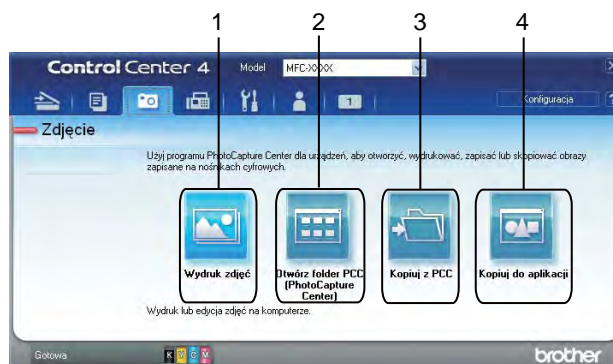 1 2 3 4
Control Center 4 Model MFC-XXXX
1 Konfiguracja ?
Zdjęcie
Użyj programu PhotoCapture Center dla urządzeń, aby otworzyć, wydrukować, zapisać lub skopiować obrazy
zapisane na nośnikach cyfrowych.
Wydruk zdjęć Otwórz folder PCC Kopiuj z PCC Kopiuj do aplikacji
(PhotoCapture
Center)
Wydruk lub edycja zdjęć na komputerze.
Gotowa K Y C M brother